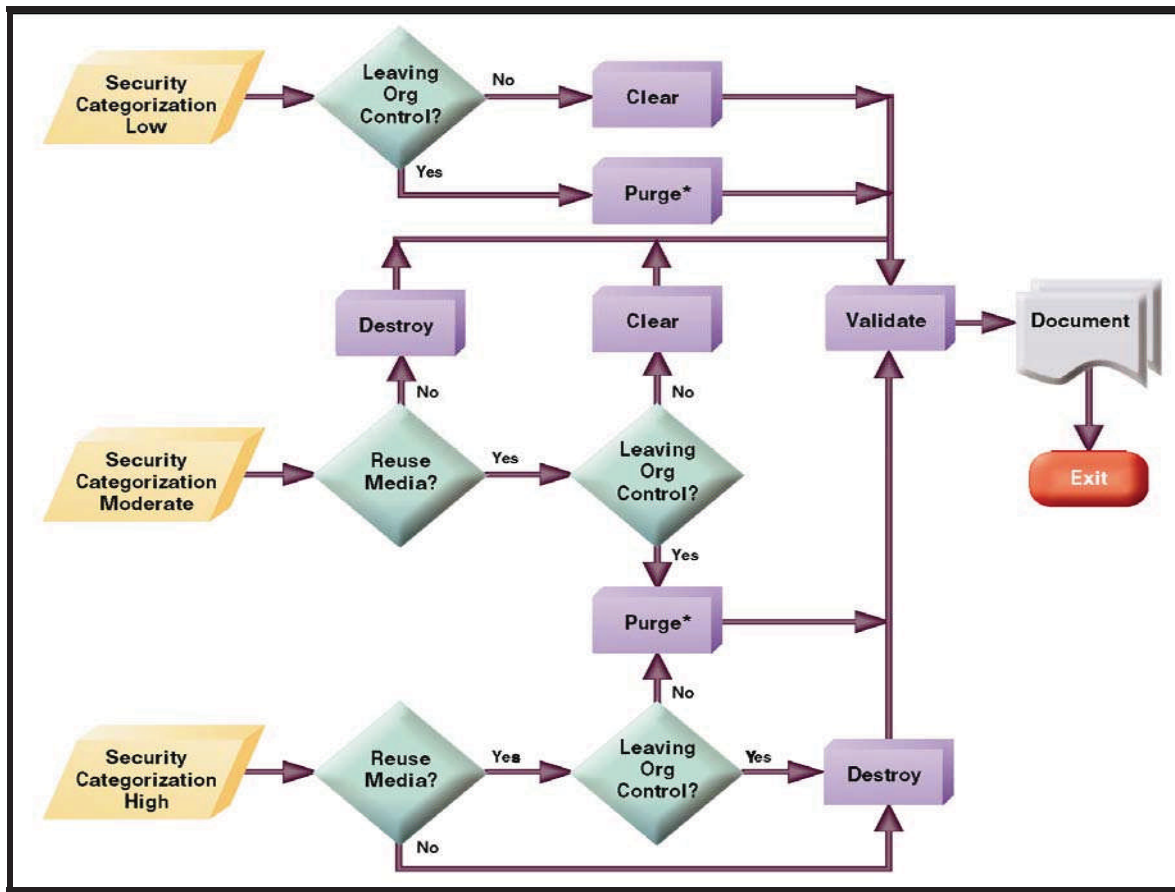 Security
Categorization
Low
Leaving
Org
Control?
No
Clear
Yes
Purge*
Destroy
Clear
Validate
Document
No
No
Security
Categorization
Moderate
Reuse
Media?
Yes
Leaving
Org
Control?
Exit
Yes
Purge*
No
Security
Categorization
High
Reuse
Media?
Yes
Leaving
Org
Control?
Yes
Destroy
No